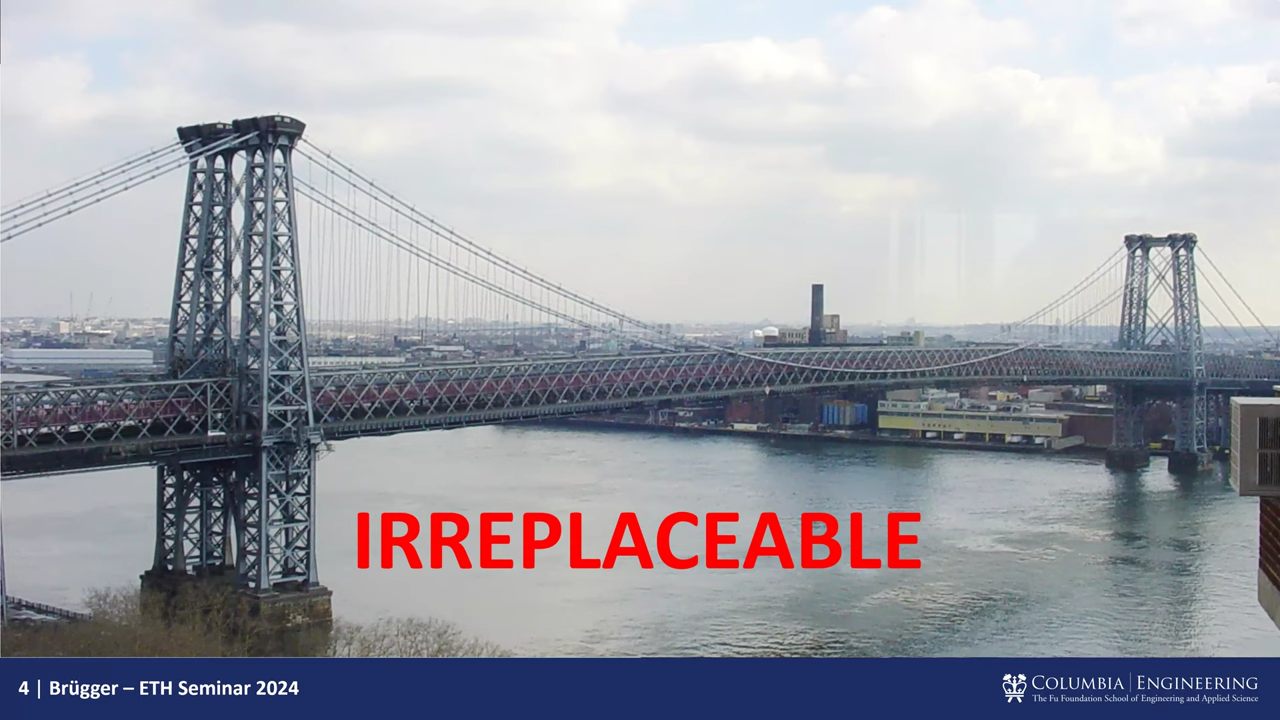 IRREPLACEABLE
4 | Brügger – ETH Seminar 2024
COLUMBIA | ENGINEERING
The Fu Foundation School of Engineering and Applied Science